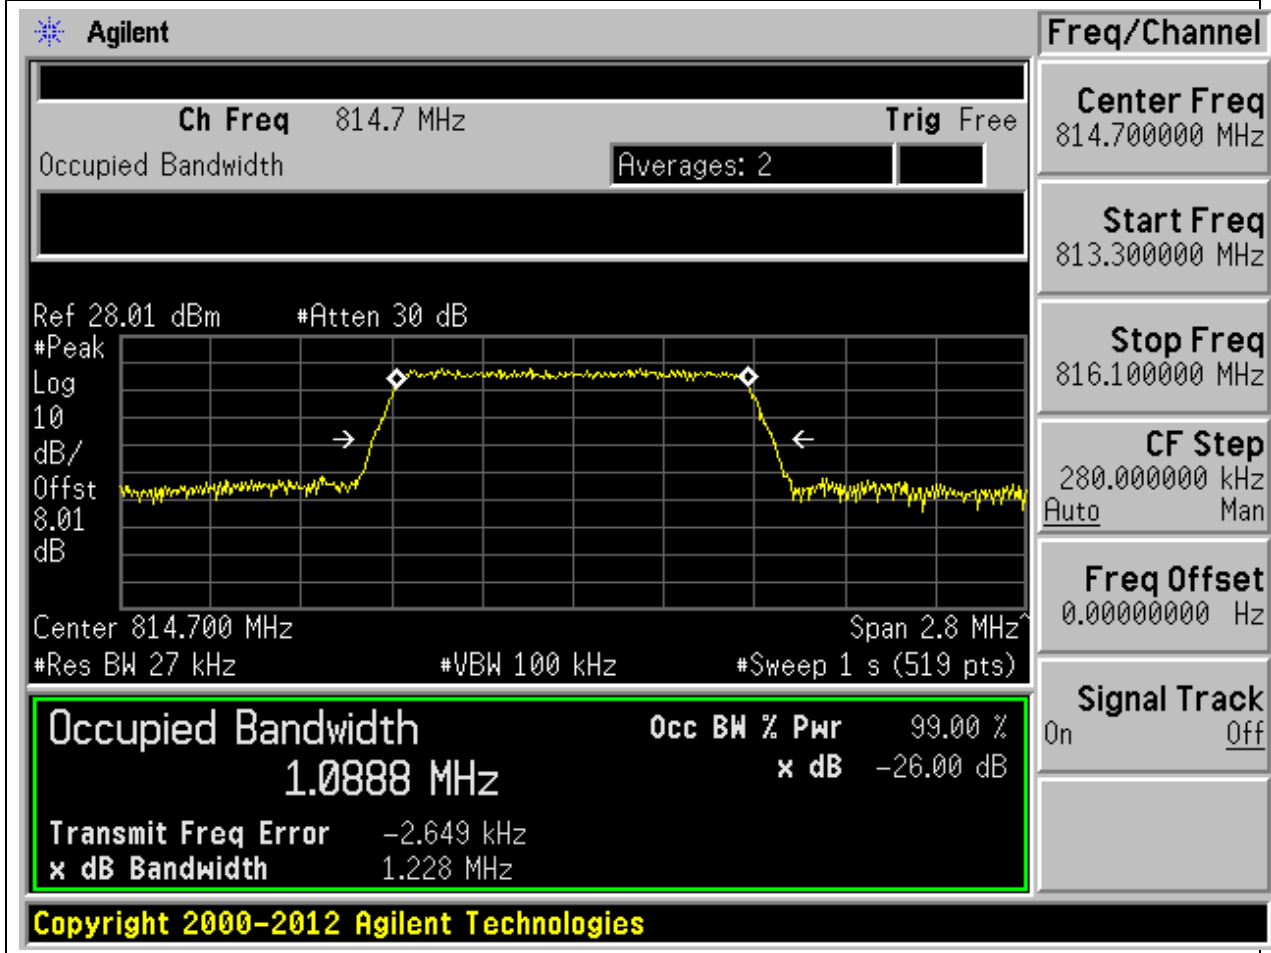 Agilent
Freq/Channel
Ch Freq 814.7 MHz Trig Free
Occupied Bandwidth Averages: 2
Center Freq
814.700000 MHz
Start Freq
813.300000 MHz
Stop Freq
816.100000 MHz
CF Step
280.000000 kHz
Auto Man
Freq Offset
0.00000000 Hz
Signal Track
On Off
Ref 28.01 dBm #Atten 30 dB
#Peak
Log
10
dB/
Offst
8.01
dB
Center 814.700 MHz Span 2.8 MHz^
#Res BW 27 kHz #VBW 100 kHz #Sweep 1 s (519 pts)
Occupied Bandwidth
1.0888 MHz
Occ BW % Pwr 99.00 %
x dB -26.00 dB
Transmit Freq Error -2.649 kHz
x dB Bandwidth 1.228 MHz
Copyright 2000-2012 Agilent Technologies